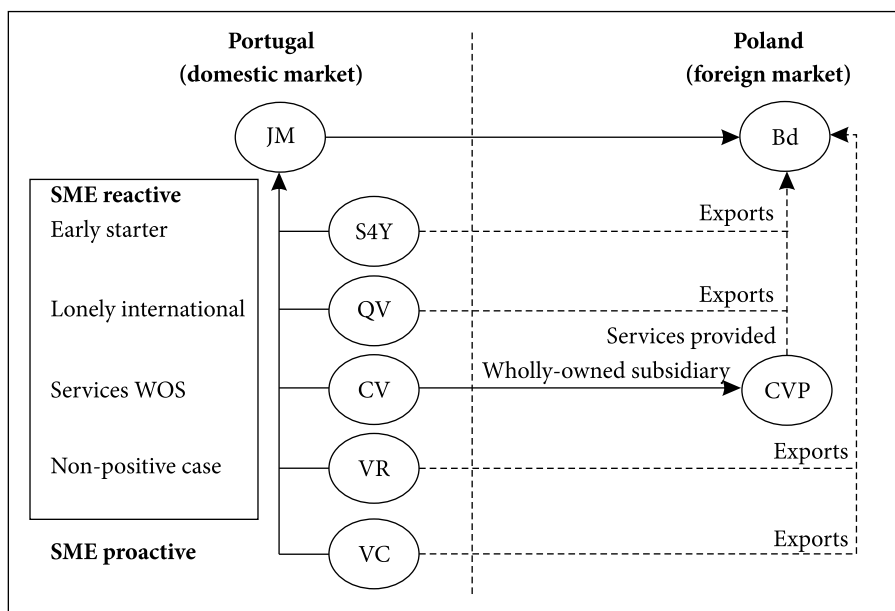 Portugal
(domestic market)
Poland
(foreign market)
JM
Bd
SME reactive
Early starter
S4Y
Exports
Lonely international
QV
Exports
Services provided
Services WOS
CV
Wholly-owned subsidiary
CVP
Non-positive case
VR
Exports
SME proactive
VC
Exports